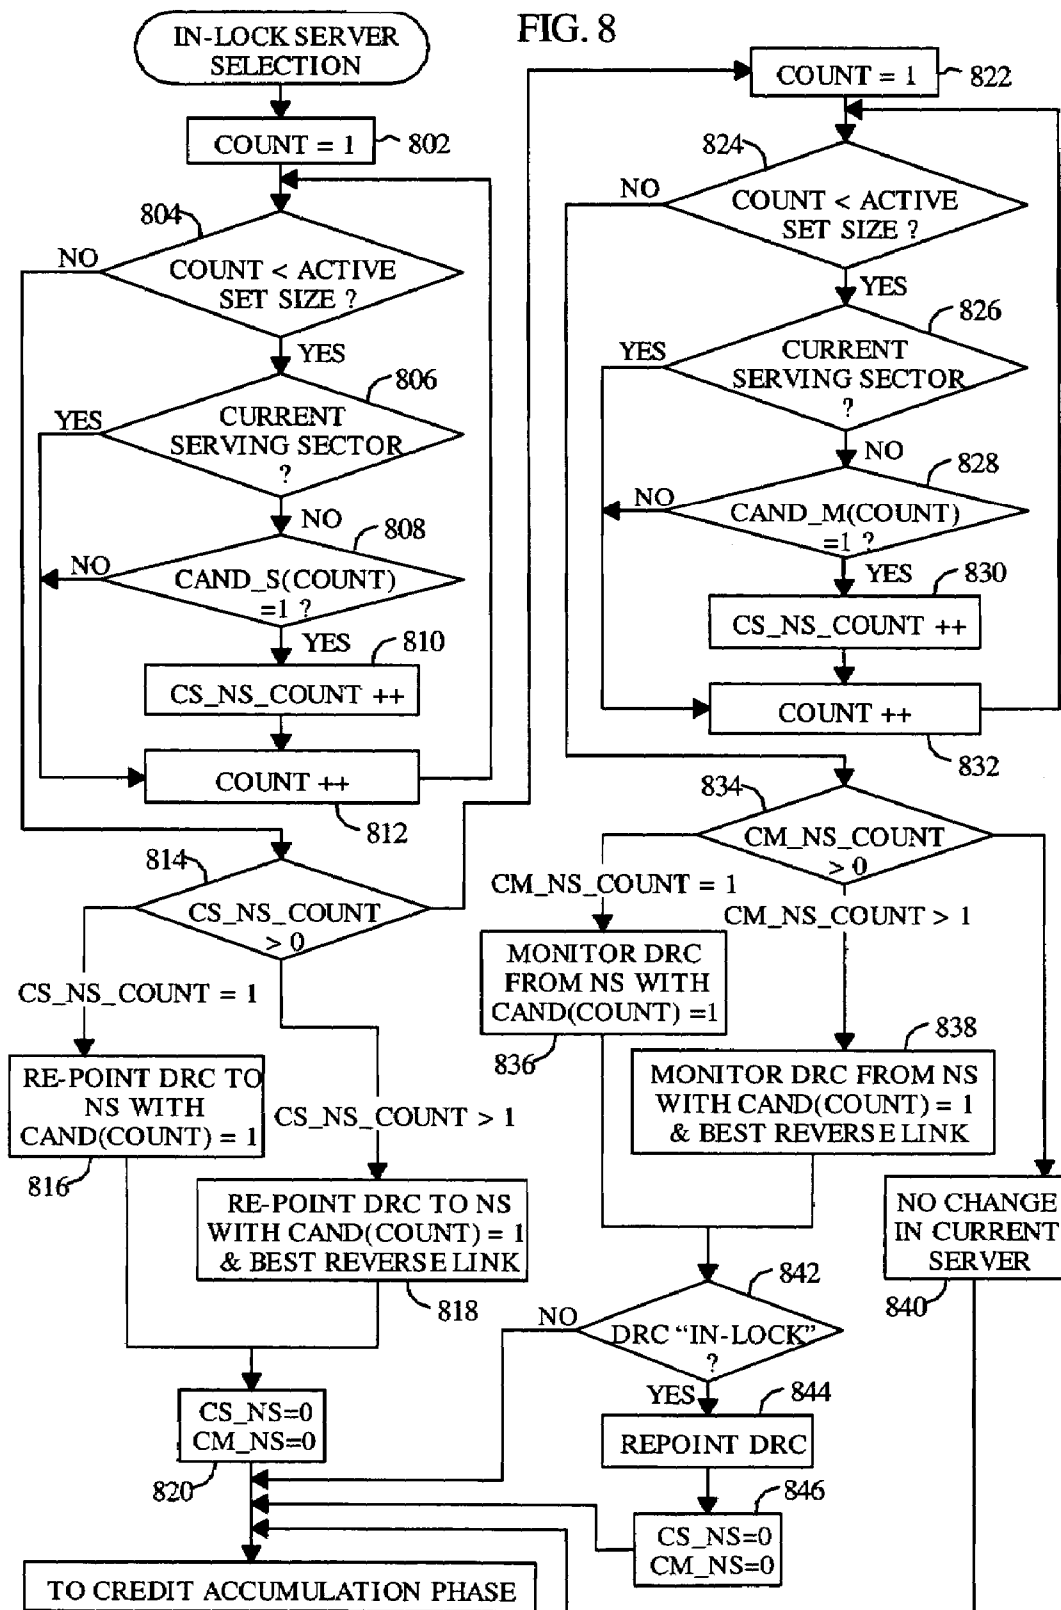 FIG. 8
IN-LOCK SERVER
SELECTION
COUNT = 1
802
804
COUNT < ACTIVE
SET SIZE ?
NO
YES
806
CURRENT
SERVING SECTOR
?
YES
NO
808
CAND_S(COUNT)
=1 ?
NO
YES
810
CS_NS_COUNT ++
COUNT ++
812
814
CS_NS_COUNT
> 0
CS_NS_COUNT = 1
RE-POINT DRC TO
NS WITH
CAND(COUNT) = 1
816
CS_NS_COUNT > 1
RE-POINT DRC TO NS
WITH CAND(COUNT) = 1
& BEST REVERSE LINK
818
CS_NS=0
CM_NS=0
820
TO CREDIT ACCUMULATION PHASE
COUNT = 1
822
824
COUNT < ACTIVE
SET SIZE ?
NO
YES
826
CURRENT
SERVING SECTOR
?
YES
NO
828
CAND_M(COUNT)
=1 ?
NO
YES
830
CS_NS_COUNT ++
COUNT ++
832
834
CM_NS_COUNT
> 0
CM_NS_COUNT = 1
CM_NS_COUNT > 1
MONITOR DRC
FROM NS WITH
CAND(COUNT) =1
836
838
MONITOR DRC FROM NS
WITH CAND(COUNT) = 1
& BEST REVERSE LINK
NO CHANGE
IN CURRENT
SERVER
840
842
DRC “IN-LOCK”
?
NO
YES
844
REPOINT DRC
846
CS_NS=0
CM_NS=0